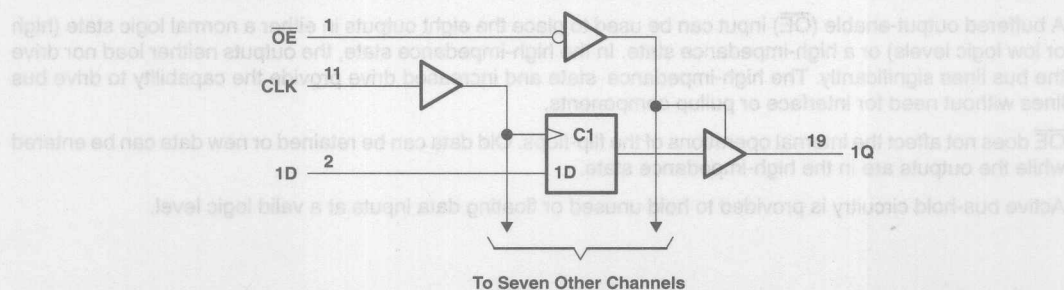 A buffered output-enable (O̅E̅) input can be used to place the eight outputs in either a normal logic state (high
or low logic levels) or a high-impedance state. In the high-impedance state, the outputs neither load nor drive
the bus lines significantly. The high-impedance state and increased drive provide the capability to drive bus
lines without need for interface or pullup components.
O̅E̅ does not affect the internal operations of the flip-flops. Old data can be retained or new data can be entered
while the outputs are in the high-impedance state.
Active bus-hold circuitry is provided to hold unused or floating data inputs at a valid logic level.
O̅E̅ 1
CLK 11
C1
1D 2
1D
19 1Q
To Seven Other Channels